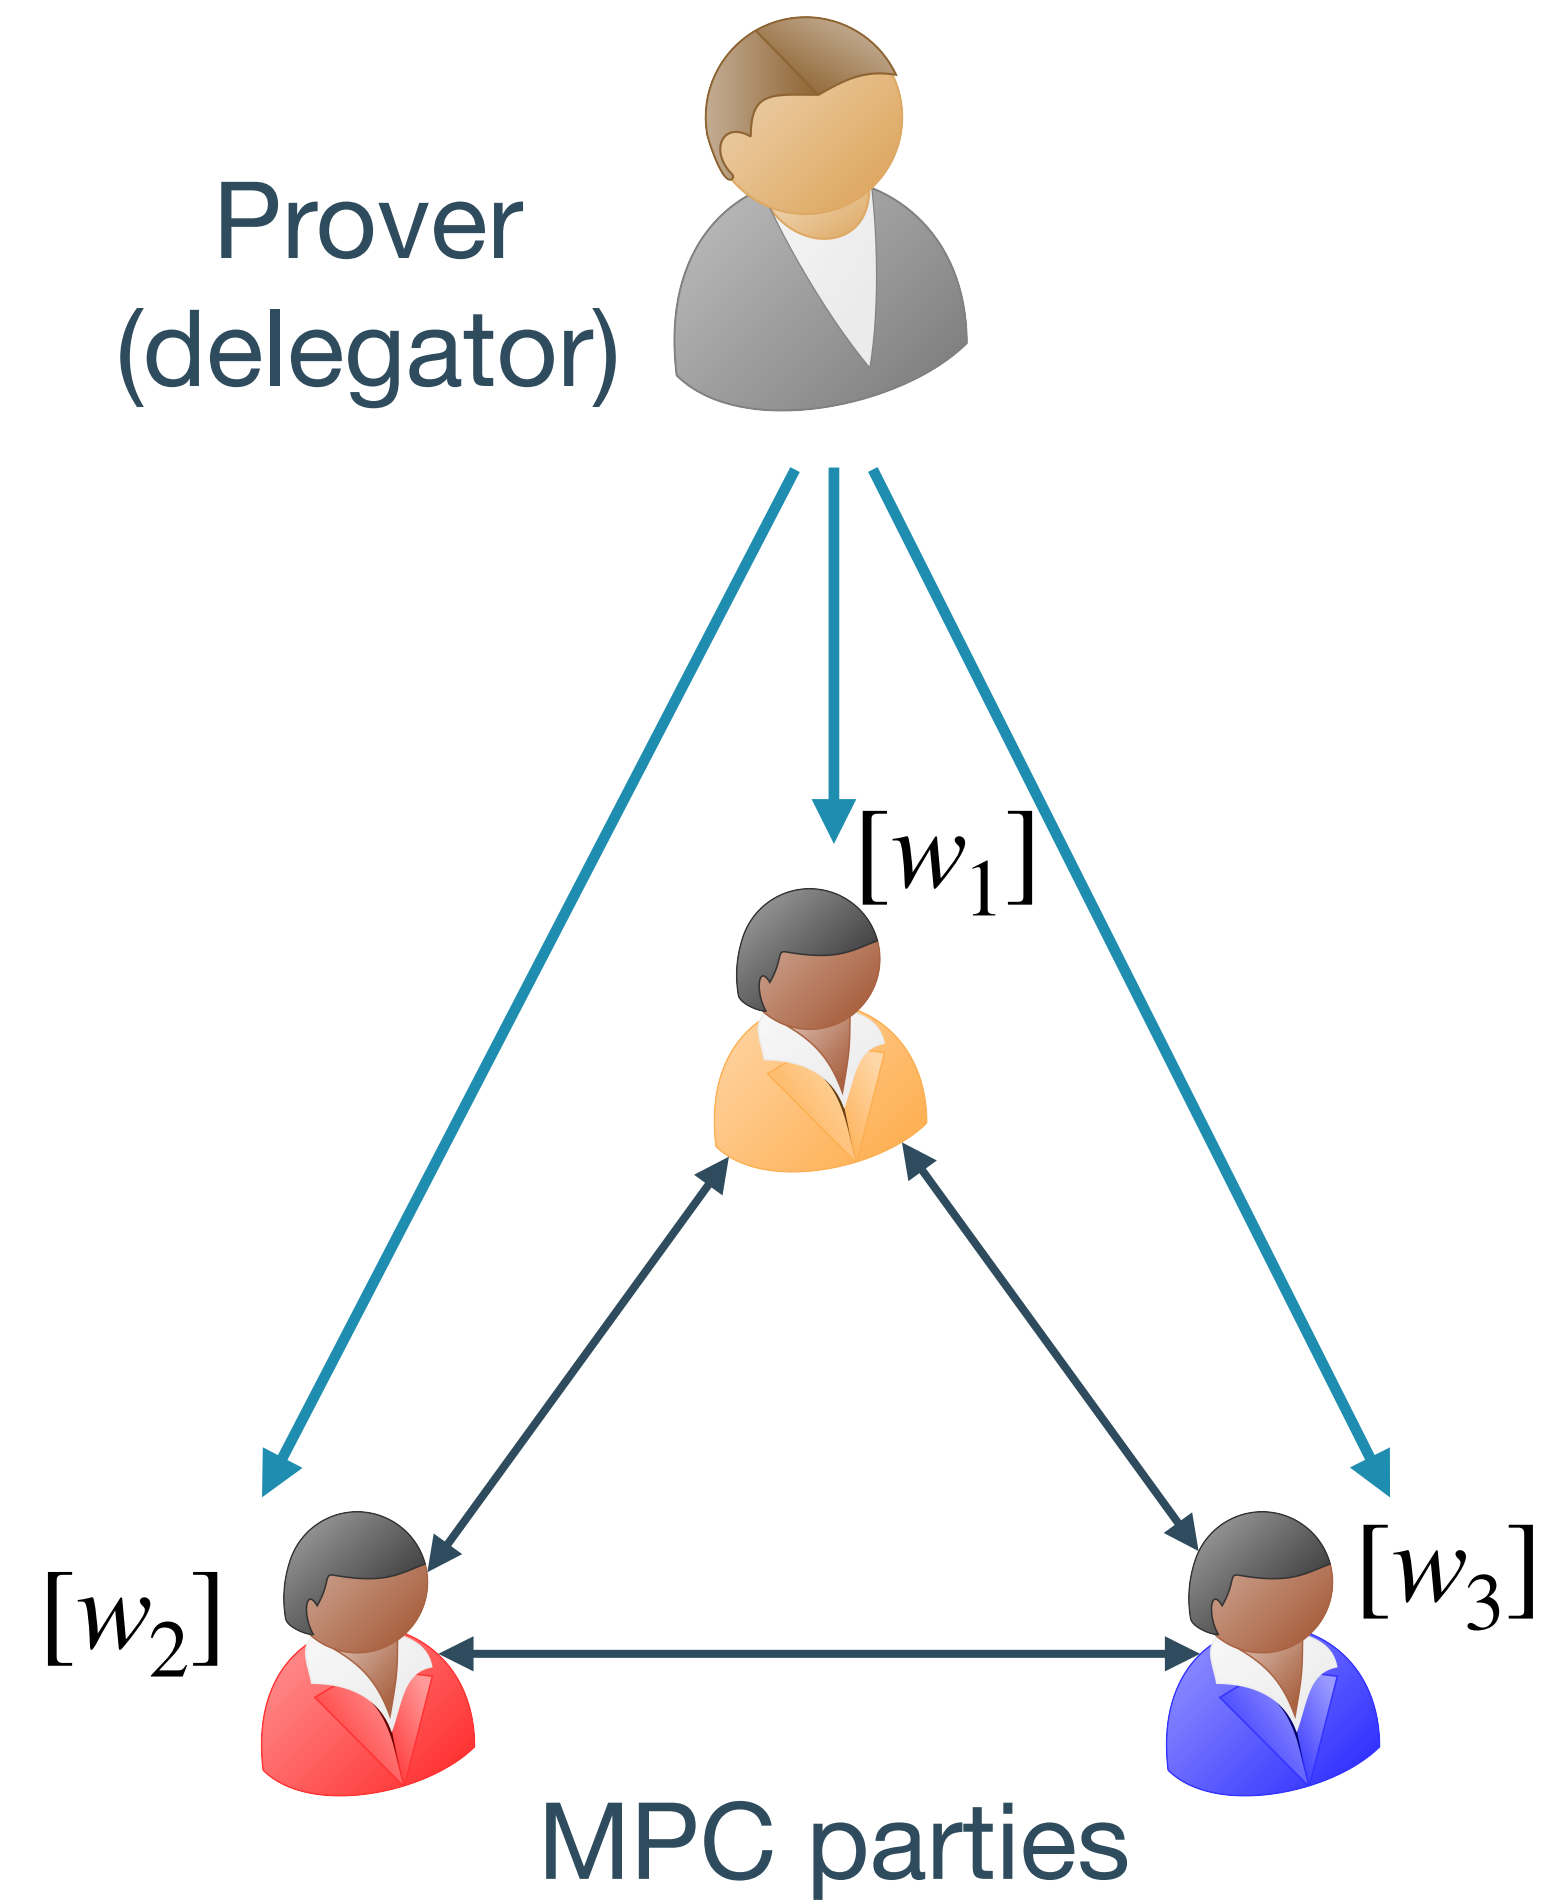 Prover
(delegator)
[w₁]
[w₂]
[w₃]
MPC parties